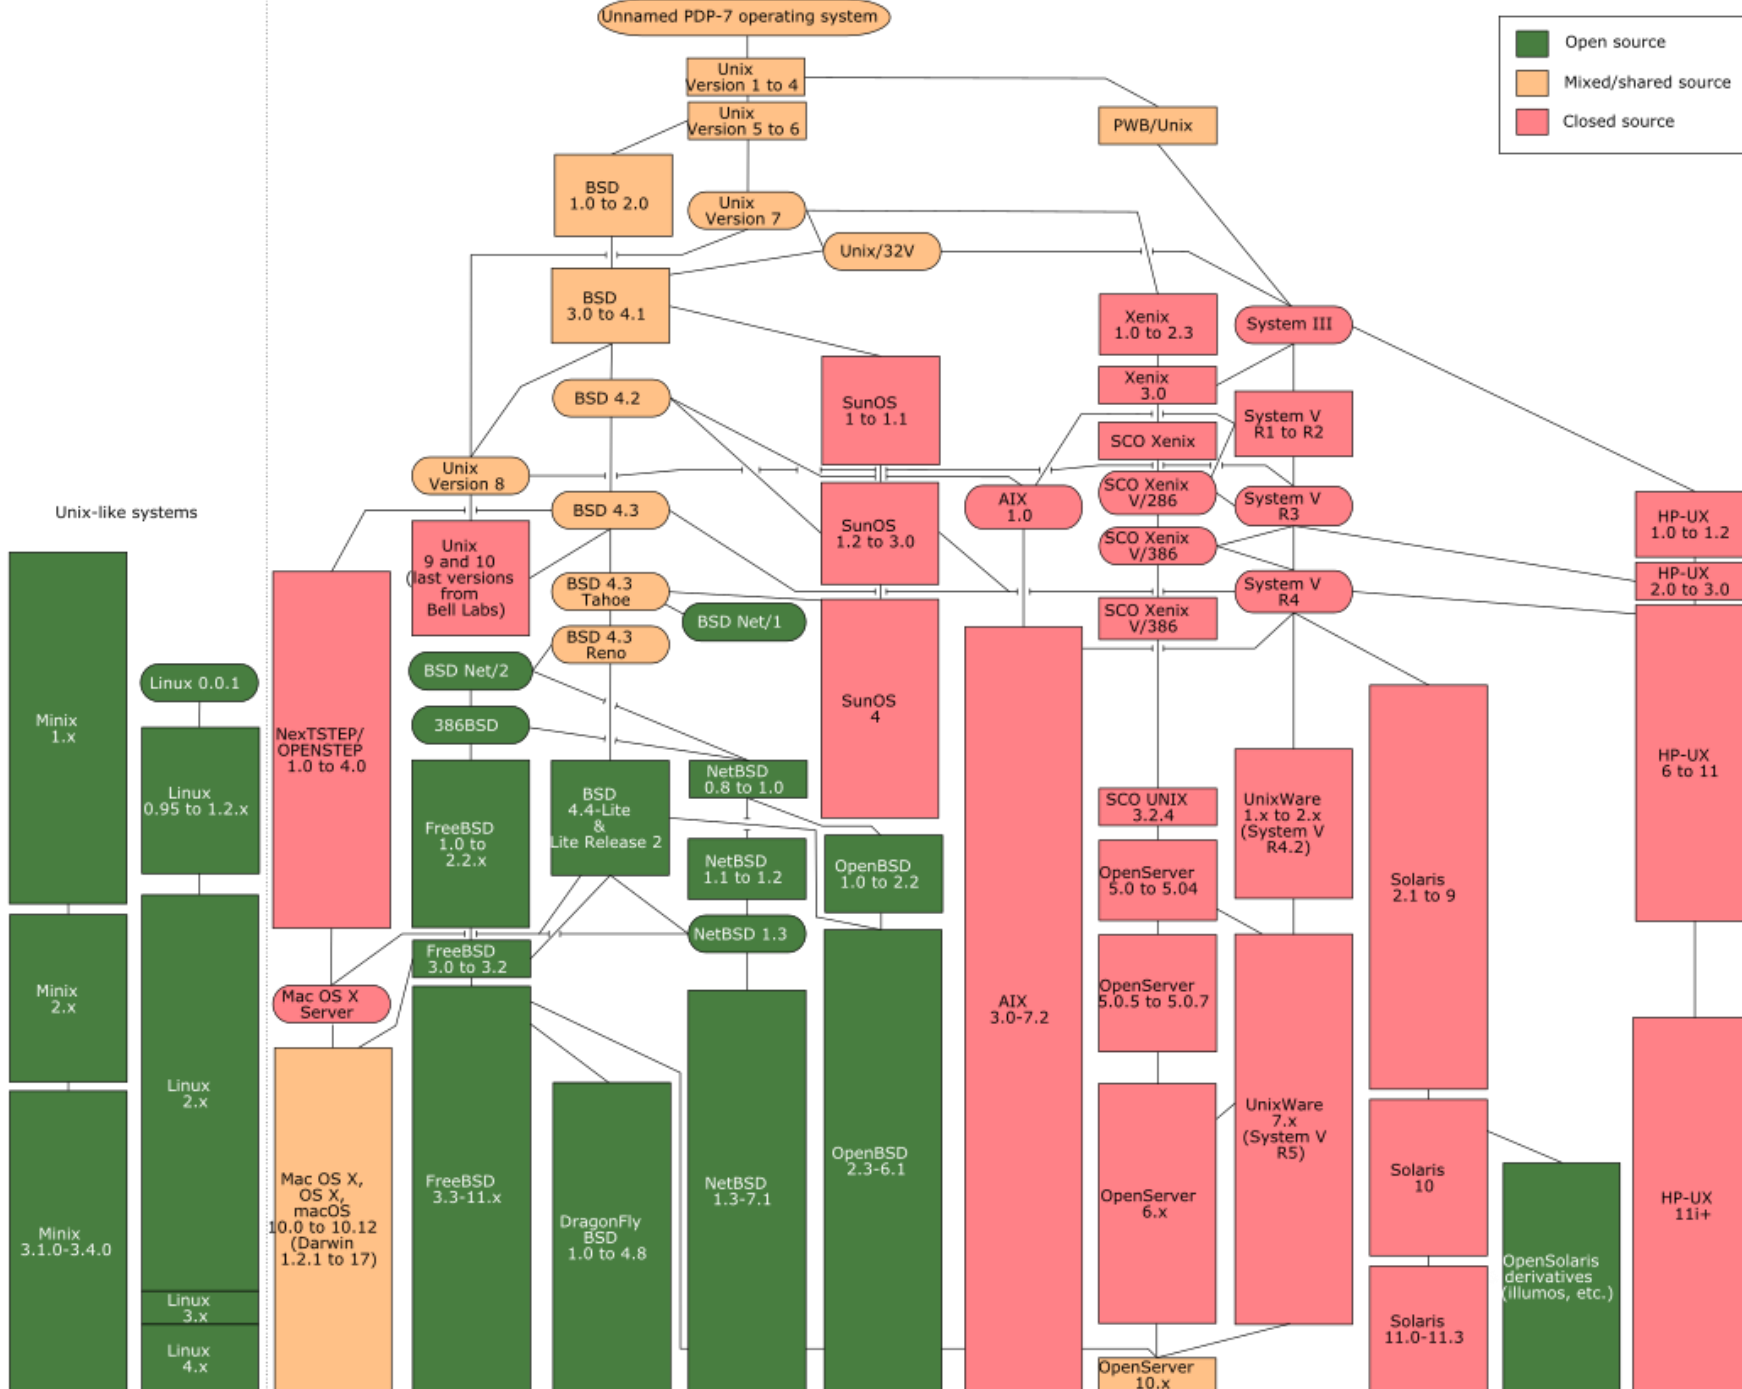 Unnamed PDP-7 operating system
Open source
Mixed/shared source
Closed source
Unix
Version 1 to 4
Unix
Version 5 to 6
PWB/Unix
BSD
1.0 to 2.0
Unix
Version 7
Unix/32V
BSD
3.0 to 4.1
Xenix
1.0 to 2.3
System III
Xenix
3.0
BSD 4.2
SunOS
1 to 1.1
System V
R1 to R2
SCO Xenix
Unix
Version 8
SCO Xenix
V/286
System V
R3
AIX
1.0
BSD 4.3
Unix-like systems
SunOS
1.2 to 3.0
HP-UX
1.0 to 1.2
Unix
9 and 10
(last versions
from
Bell Labs)
SCO Xenix
V/386
BSD 4.3
Tahoe
System V
R4
HP-UX
2.0 to 3.0
BSD Net/1
SCO Xenix
V/386
BSD 4.3
Reno
BSD Net/2
Linux 0.0.1
SunOS
4
386BSD
Minix
1.x
NexTSTEP/
OPENSTEP
1.0 to 4.0
HP-UX
6 to 11
Linux
0.95 to 1.2.x
NetBSD
0.8 to 1.0
BSD
4.4-Lite
&
Lite Release 2
SCO UNIX
3.2.4
UnixWare
1.x to 2.x
(System V
R4.2)
FreeBSD
1.0 to
2.2.x
NetBSD
1.1 to 1.2
OpenBSD
1.0 to 2.2
OpenServer
5.0 to 5.04
Solaris
2.1 to 9
NetBSD 1.3
FreeBSD
3.0 to 3.2
Minix
2.x
Mac OS X
Server
OpenServer
5.0.5 to 5.0.7
AIX
3.0-7.2
Linux
2.x
UnixWare
7.x
(System V
R5)
OpenBSD
2.3-6.1
Mac OS X,
OS X,
macOS
10.0 to 10.12
(Darwin
1.2.1 to 17)
FreeBSD
3.3-11.x
NetBSD
1.3-7.1
Solaris
10
OpenServer
6.x
HP-UX
11i+
Minix
3.1.0-3.4.0
DragonFly
BSD
1.0 to 4.8
OpenSolaris
derivatives
(illumos, etc.)
Linux
3.x
Solaris
11.0-11.3
Linux
4.x
OpenServer
10.x